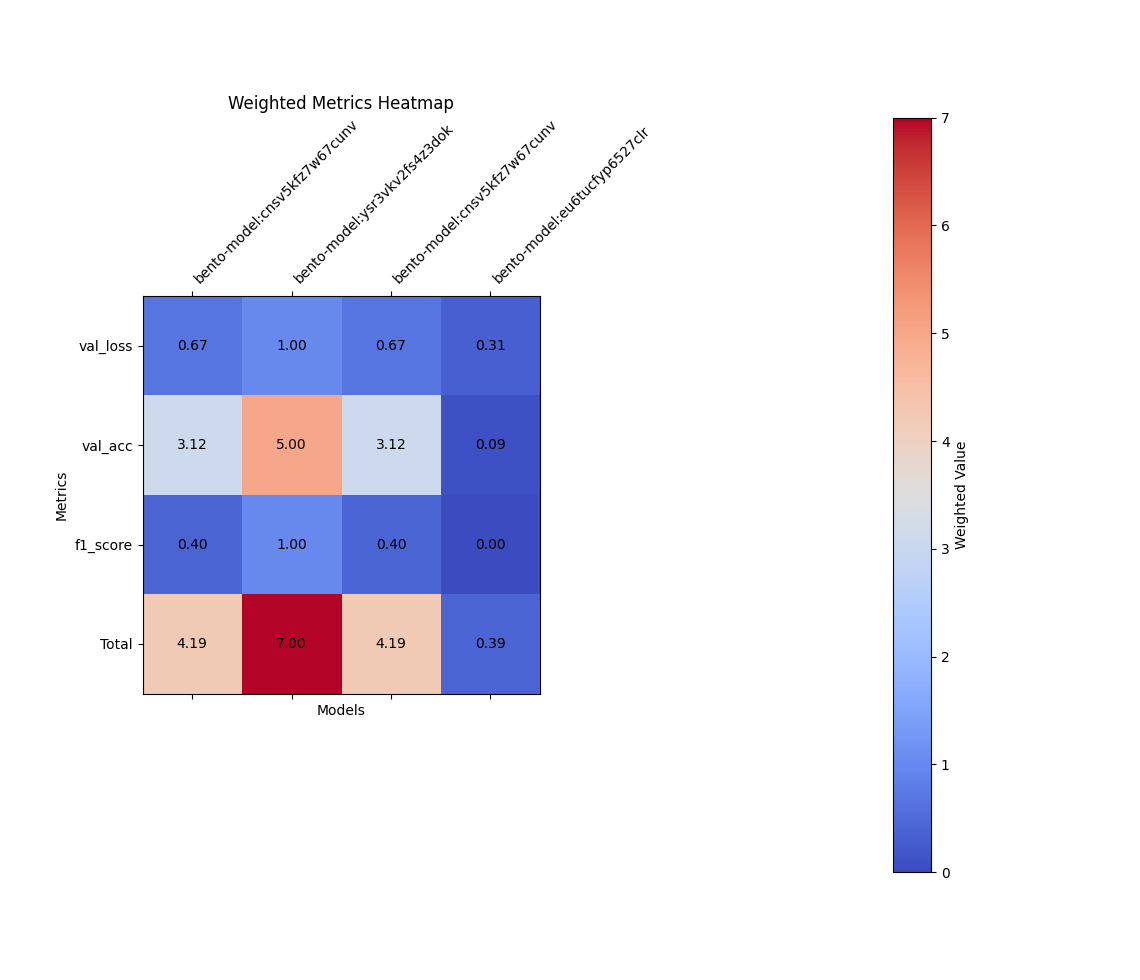 Weighted Metrics Heatmap
bento-model:cnsv5kfz7w67cunv
bento-model:ysr3vkv2fs4z3dok
bento-model:cnsv5kfz7w67cunv
bento-model:eu6tucfyp6527clr
val_loss 0.67 1.00 0.67 0.31
val_acc 3.12 5.00 3.12 0.09
f1_score 0.40 1.00 0.40 0.00
Total 4.19 7.00 4.19 0.39
Metrics
Models
7
6
5
4
3
2
1
0
Weighted Value